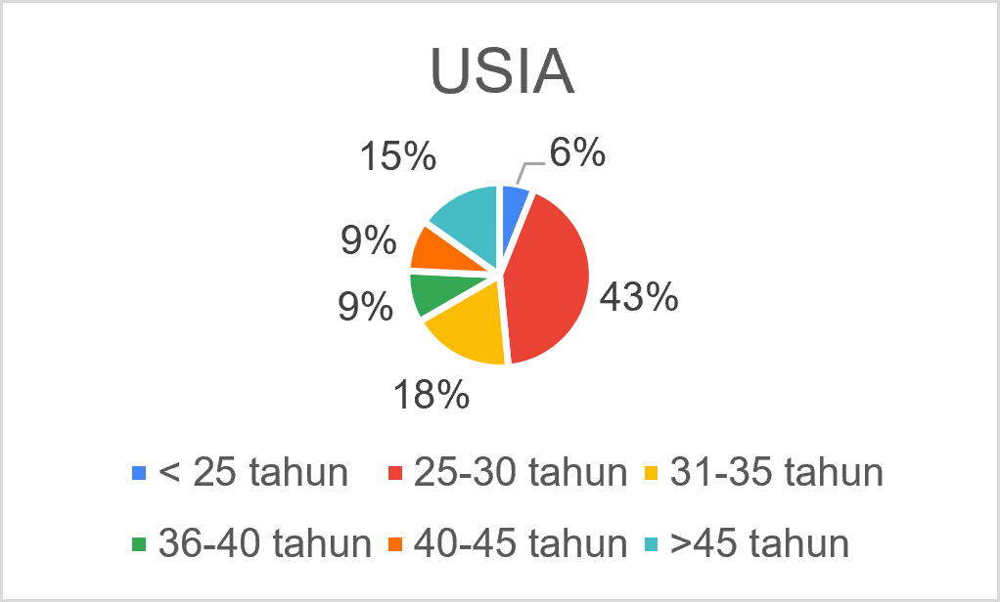 USIA
15%
6%
9%
43%
9%
18%
< 25 tahun
25-30 tahun
31-35 tahun
36-40 tahun
40-45 tahun
>45 tahun